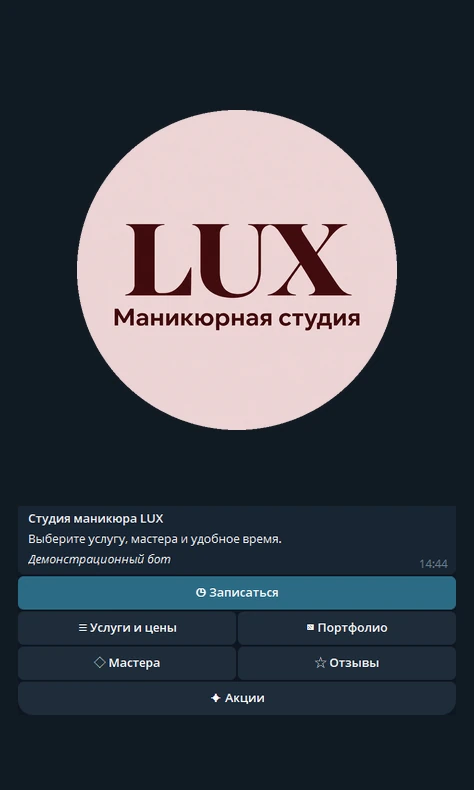 LUX
Маникюрная студия
Студия маникюра LUX
Выберите услугу, мастера и удобное время.
Демонстрационный бот
14:44
Записаться
Услуги и цены
Портфолио
Мастера
Отзывы
Акции